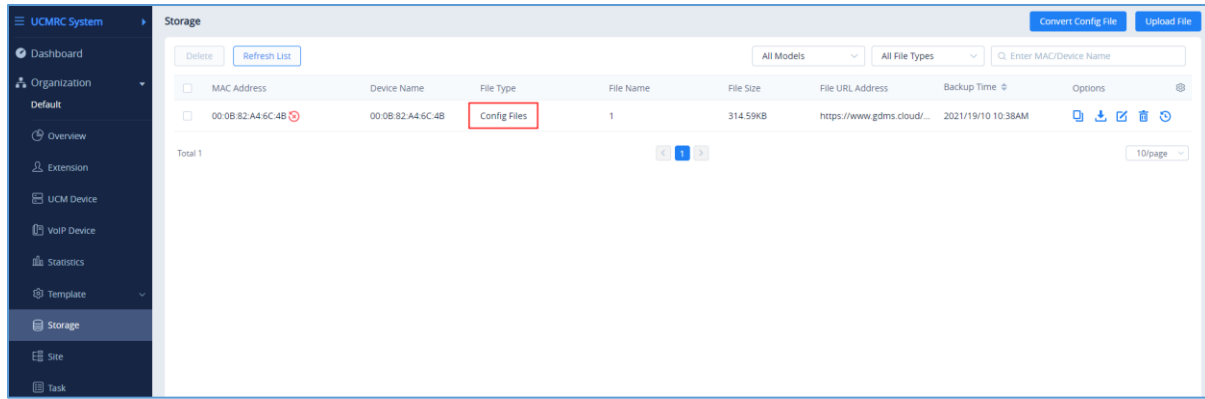 UCMRC System
Storage
Convert Config File
Upload File
Dashboard
Organization
Default
Overview
Extension
UCM Device
VoIP Device
Statistics
Template
Storage
Site
Task
Delete
Refresh List
All Models
All File Types
Enter MAC/Device Name
MAC Address Device Name File Type File Name File Size File URL Address Backup Time Options
00:0B:82:A4:6C:4B 00:0B:82:A4:6C:4B Config Files 1 314.59KB https://www.gdms.cloud/... 2021/19/10 10:38AM
Total 1
1
10/page